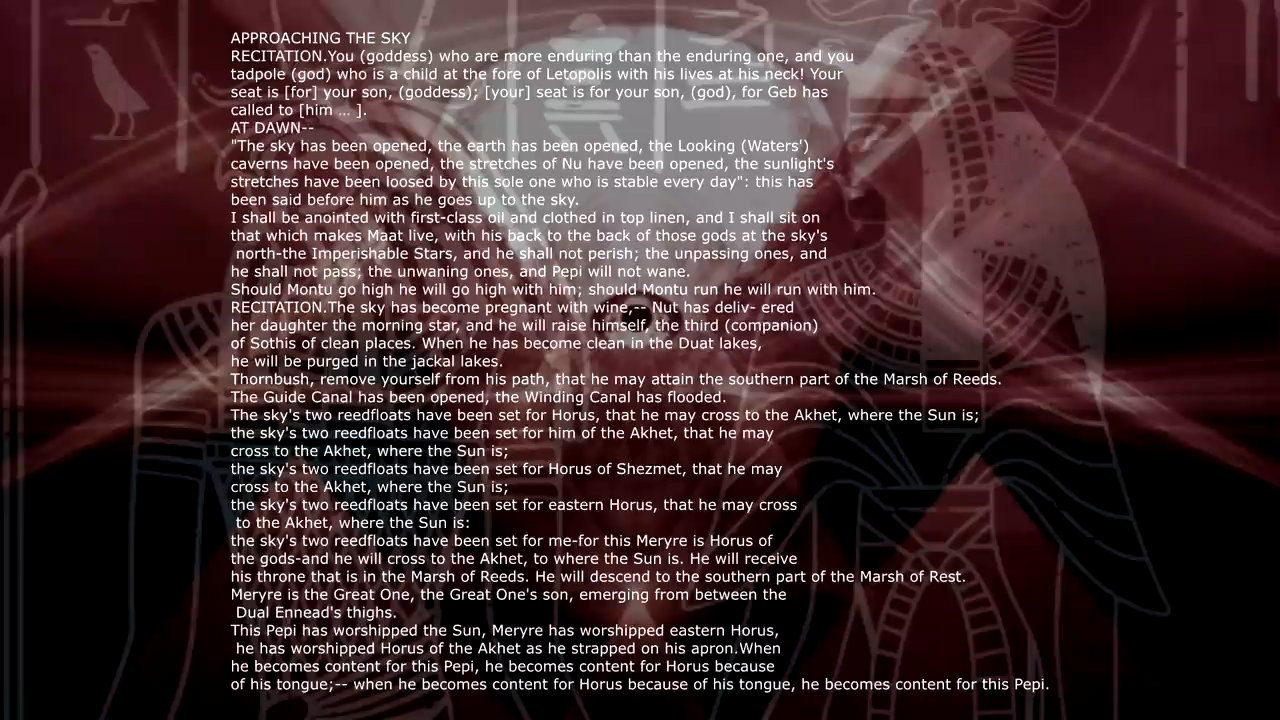 APPROACHING THE SKY
RECITATION.You (goddess) who are more enduring than the enduring one, and you
tadpole (god) who is a child at the fore of Letopolis with his lives at his neck! Your
seat is [for] your son, (goddess); [your] seat is for your son, (god), for Geb has
called to [him ... ].
AT DAWN--
"The sky has been opened, the earth has been opened, the Looking (Waters')
caverns have been opened, the stretches of Nu have been opened, the sunlight's
stretches have been loosed by this sole one who is stable every day": this has
been said before him as he goes up to the sky.
I shall be anointed with first-class oil and clothed in top linen, and I shall sit on
that which makes Maat live, with his back to the back of those gods at the sky's
north-the Imperishable Stars, and he shall not perish; the unpassing ones, and
he shall not pass; the unwaning ones, and Pepi will not wane.
Should Montu go high he will go high with him; should Montu run he will run with him.
RECITATION.The sky has become pregnant with wine,-- Nut has deliv- ered
her daughter the morning star, and he will raise himself, the third (companion)
of Sothis of clean places. When he has become clean in the Duat lakes,
he will be purged in the jackal lakes.
Thornbush, remove yourself from his path, that he may attain the southern part of the Marsh of Reeds.
The Guide Canal has been opened, the Winding Canal has flooded.
The sky's two reedfloats have been set for Horus, that he may cross to the Akhet, where the Sun is;
the sky's two reedfloats have been set for him of the Akhet, that he may
cross to the Akhet, where the Sun is;
the sky's two reedfloats have been set for Horus of Shezmet, that he may
cross to the Akhet, where the Sun is;
the sky's two reedfloats have been set for eastern Horus, that he may cross
to the Akhet, where the Sun is:
the sky's two reedfloats have been set for me-for this Meryre is Horus of
the gods-and he will cross to the Akhet, to where the Sun is. He will receive
his throne that is in the Marsh of Reeds. He will descend to the southern part of the Marsh of Rest.
Meryre is the Great One, the Great One's son, emerging from between the
Dual Ennead's thighs.
This Pepi has worshipped the Sun, Meryre has worshipped eastern Horus,
he has worshipped Horus of the Akhet as he strapped on his apron.When
he becomes content for this Pepi, he becomes content for Horus because
of his tongue;-- when he becomes content for Horus because of his tongue, he becomes content for this Pepi.